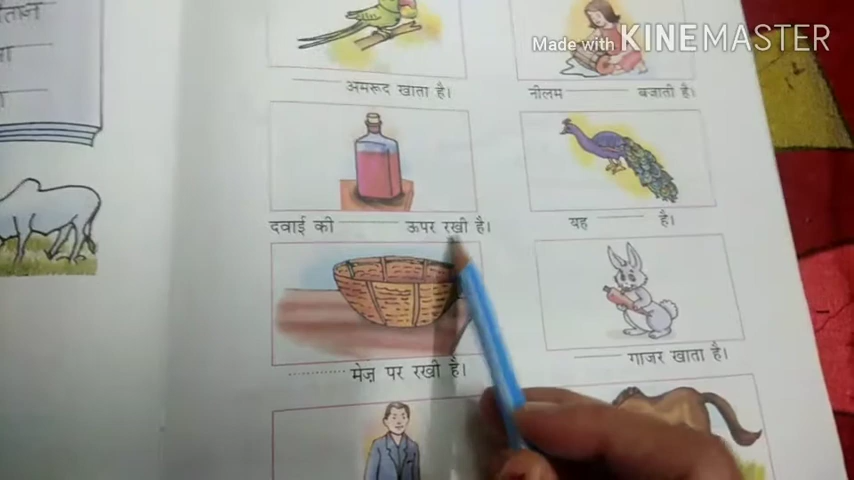 Made with KINEMASTER
अमरूद खाता है।
नीलम ——— बजाती है।
दवाई की ——— ऊपर रखी है।
यह ——— है।
........... मेज़ पर रखी है।
——— गाजर खाता है।